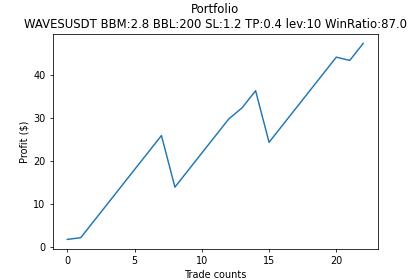 Portfolio
WAVESUSDT BBM:2.8 BBL:200 SL:1.2 TP:0.4 lev:10 WinRatio:87.0
Profit ($)
40
30
20
10
0
0 5 10 15 20
Trade counts